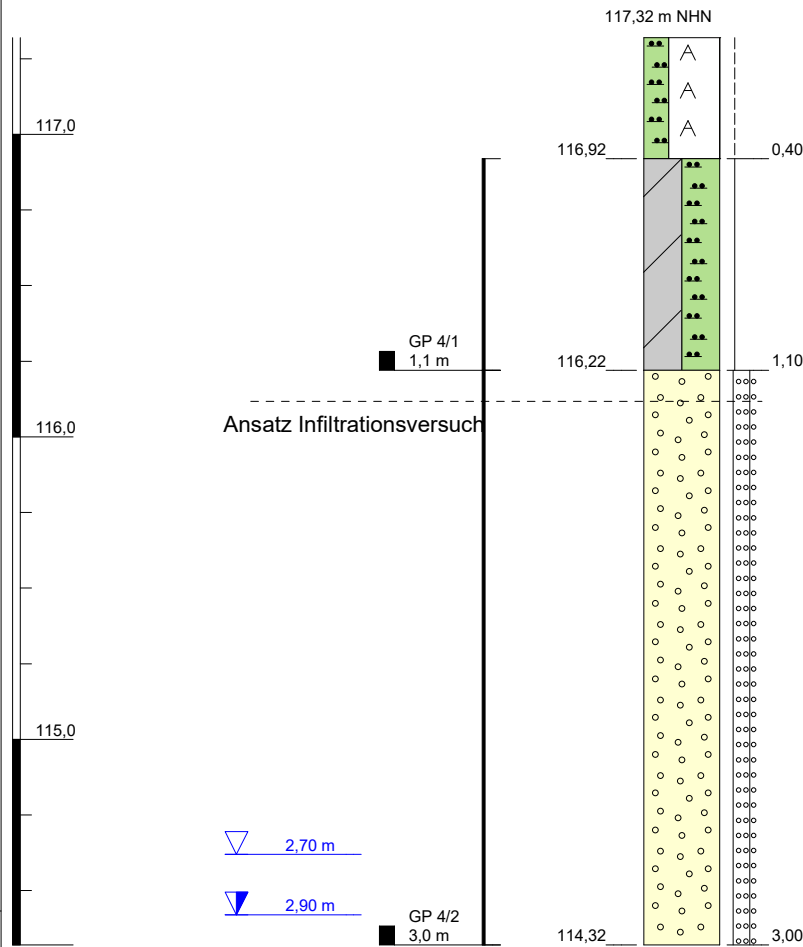 117,32 m NHN
117,0
116,92
0,40
GP 4/1
1,1 m
116,22
1,10
Ansatz Infiltrationsversuch
116,0
115,0
2,70 m
2,90 m
GP 4/2
3,0 m
114,32
3,00